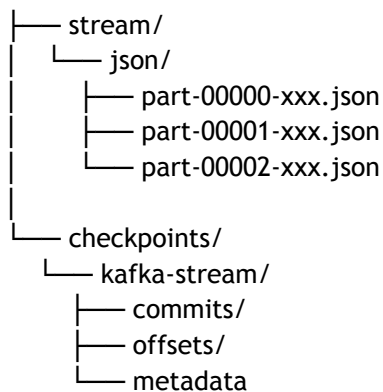 ├── stream/
│   └── json/
│       ├── part-00000-xxx.json
│       ├── part-00001-xxx.json
│       └── part-00002-xxx.json
│
└── checkpoints/
    └── kafka-stream/
        ├── commits/
        ├── offsets/
        └── metadata